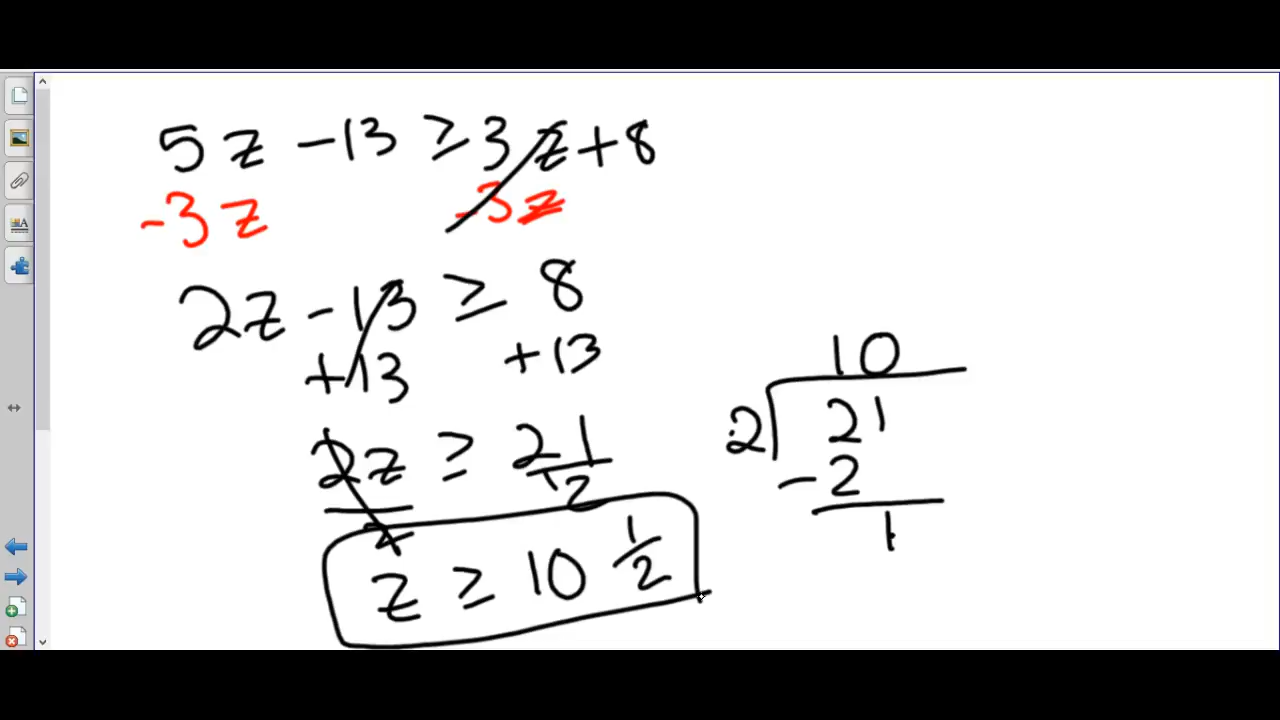 5z - 13 ≥ 3z + 8
-3z -3z
2z - 13 ≥ 8
+13 +13
2z ≥ 21
2 2
z ≥ 10 1/2
10
2 21
-2
1